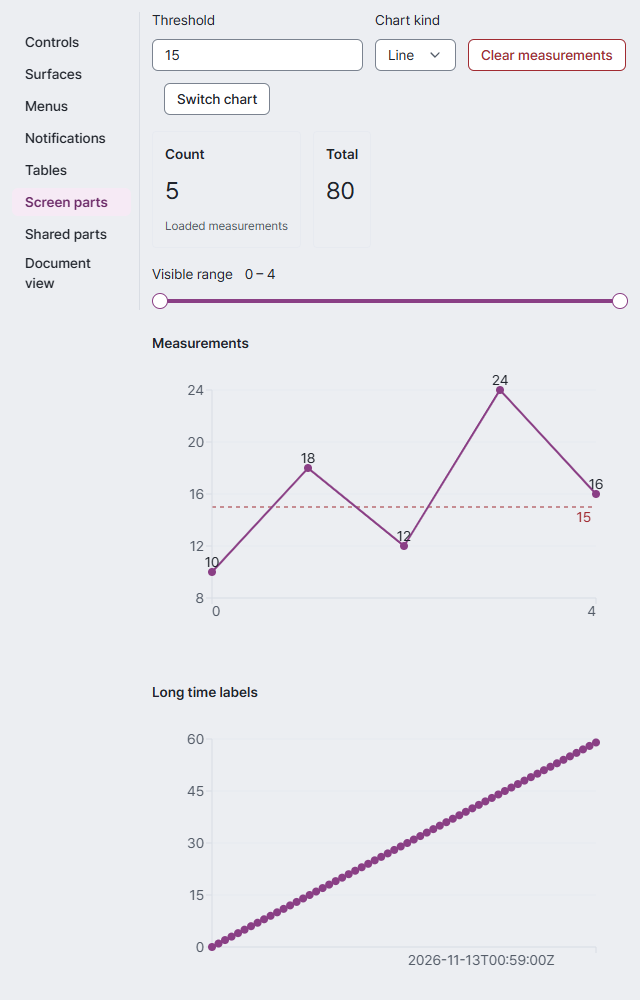 Controls
Surfaces
Menus
Notifications
Tables
Screen parts
Shared parts
Document
view
Threshold
Chart kind
15
Line
Clear measurements
Switch chart
Count
5
Loaded measurements
Total
80
Visible range 0 – 4
Measurements
24
20
16
12
8
10
18
12
24
16
15
0
4
Long time labels
60
45
30
15
0
2026-11-13T00:59:00Z